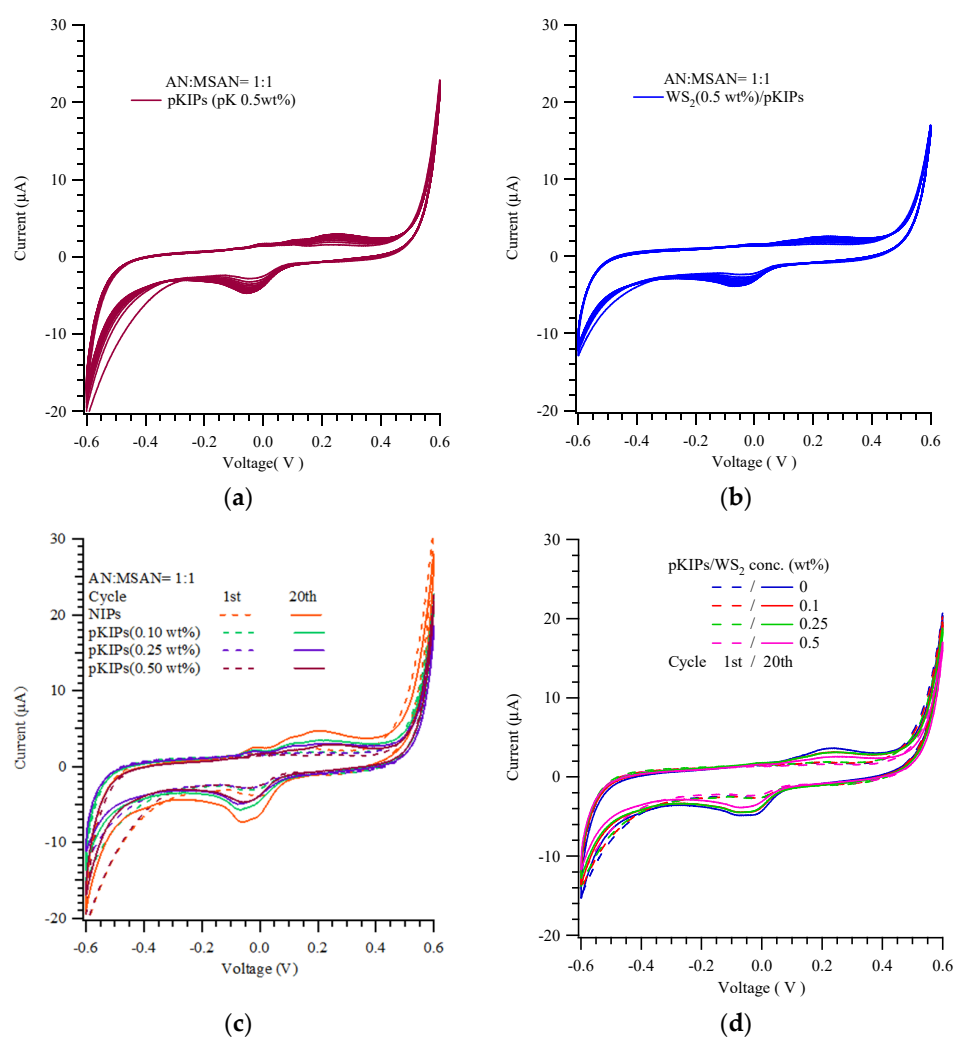 30
20
10
0
-10
-20
-0.6
-0.4
-0.2
0.0
0.2
0.4
0.6
Current (µA)
Voltage( V )
AN:MSAN= 1:1
pKIPs (pK 0.5wt%)
(a)
30
20
10
0
-10
-20
-0.6
-0.4
-0.2
0.0
0.2
0.4
0.6
Current (µA)
Voltage ( V )
AN:MSAN= 1:1
WS₂(0.5 wt%)/pKIPs
(b)
30
20
10
0
-10
-20
-0.6
-0.4
-0.2
0.0
0.2
0.4
0.6
Current (µA)
Voltage (V)
AN:MSAN= 1:1
Cycle 1st 20th
NIPs
pKIPs(0.10 wt%)
pKIPs(0.25 wt%)
pKIPs(0.50 wt%)
(c)
30
20
10
0
-10
-20
-0.6
-0.4
-0.2
0.0
0.2
0.4
0.6
Current (µA)
Voltage ( V )
pKIPs/WS₂ conc. (wt%)
/ 0
/ 0.1
/ 0.25
/ 0.5
Cycle 1st / 20th
(d)